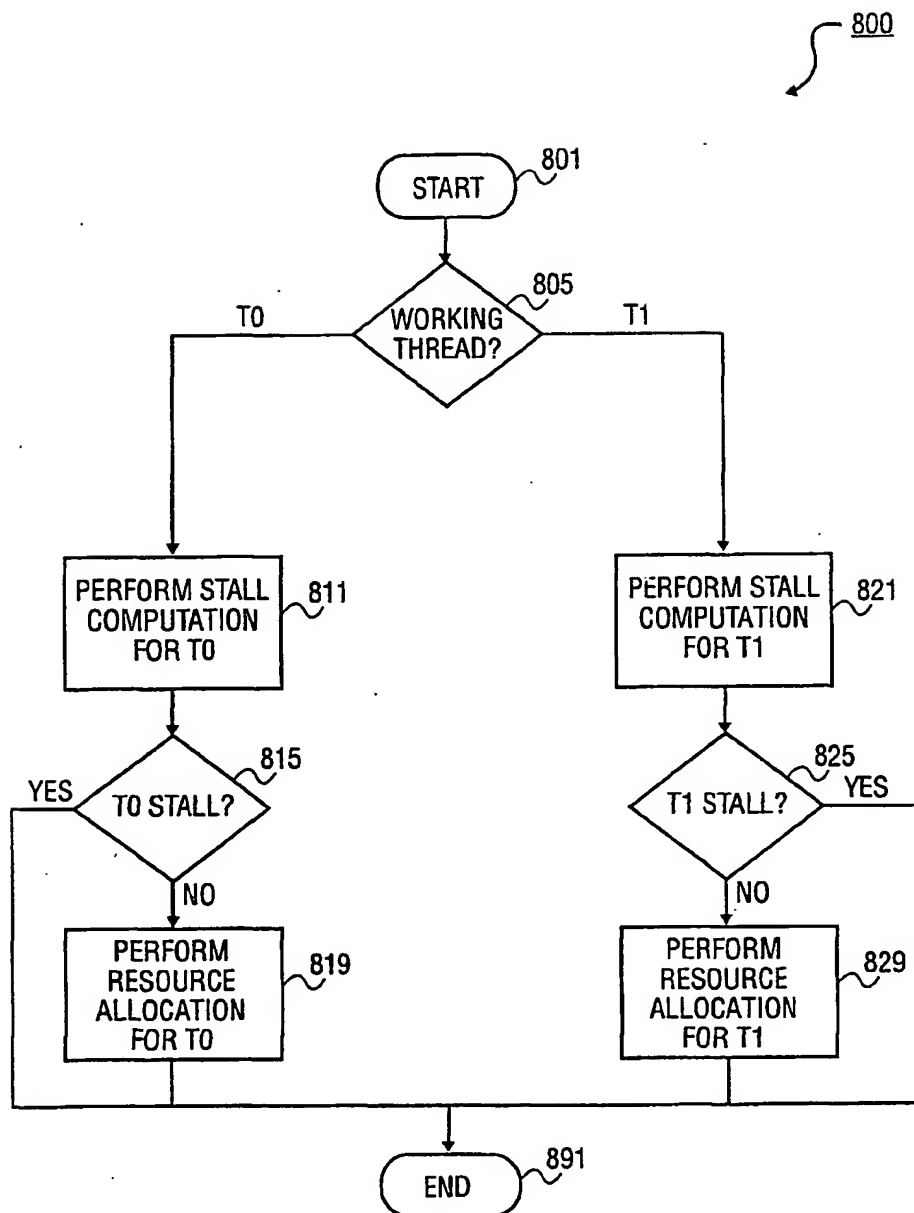 800
START
801
WORKING
THREAD?
805
T0
T1
PERFORM STALL
COMPUTATION
FOR T0
811
PERFORM STALL
COMPUTATION
FOR T1
821
T0 STALL?
815
YES
NO
T1 STALL?
825
YES
NO
PERFORM
RESOURCE
ALLOCATION
FOR T0
819
PERFORM
RESOURCE
ALLOCATION
FOR T1
829
END
891